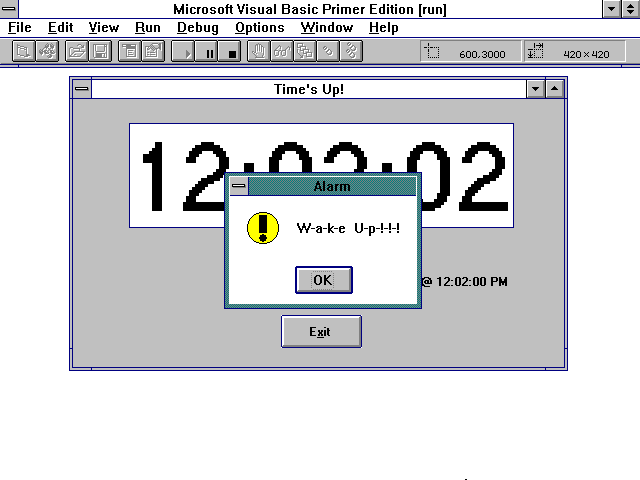 Microsoft Visual Basic Primer Edition [run]
File Edit View Run Debug Options Window Help
600,3000 420×420
Time's Up!
12:02:02
Alarm
W-a-k-e U-p-!-!-!
OK
@ 12:02:00 PM
Exit